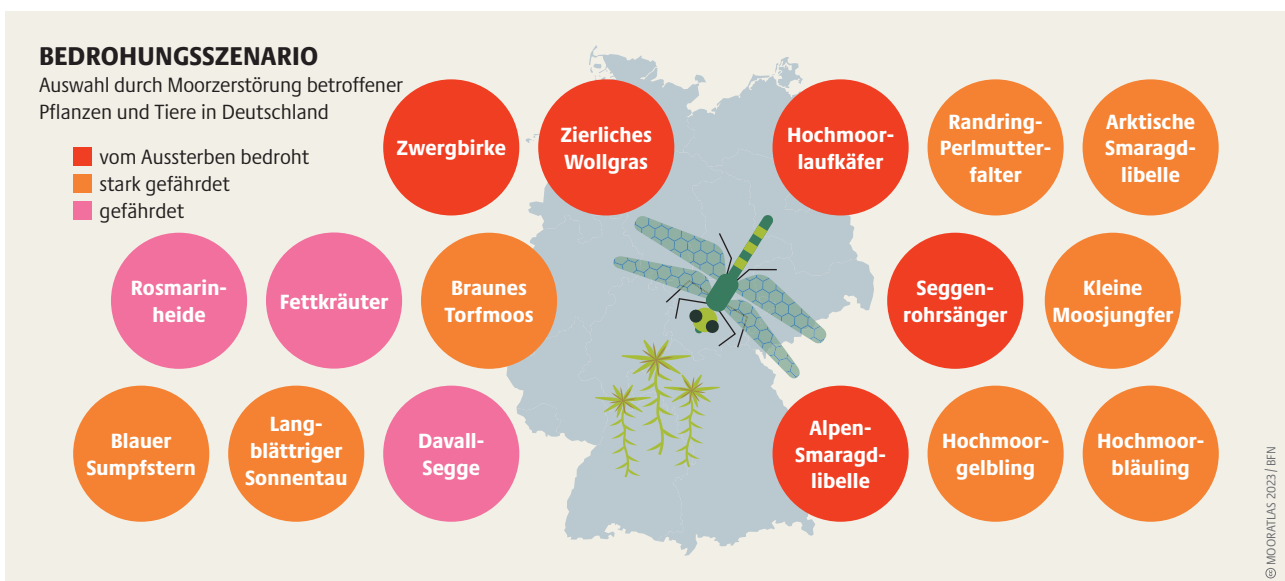 BEDROHUNGSSZENARIO
Auswahl durch Moorzerstörung betroffener
Pflanzen und Tiere in Deutschland
vom Aussterben bedroht
stark gefährdet
gefährdet
Zwergbirke
Zierliches
Wollgras
Hochmoor-
laufkäfer
Randring-
Perlmutter-
falter
Arktische
Smaragd-
libelle
Rosmarin-
heide
Fettkräuter
Braunes
Torfmoos
Seggen-
rohrsänger
Kleine
Moosjungfer
Blauer
Sumpfstern
Lang-
blättriger
Sonnentau
Davall-
Segge
Alpen-
Smaragd-
libelle
Hochmoor-
gelbling
Hochmoor-
bläuling
MOORATLAS 2023/ BFN